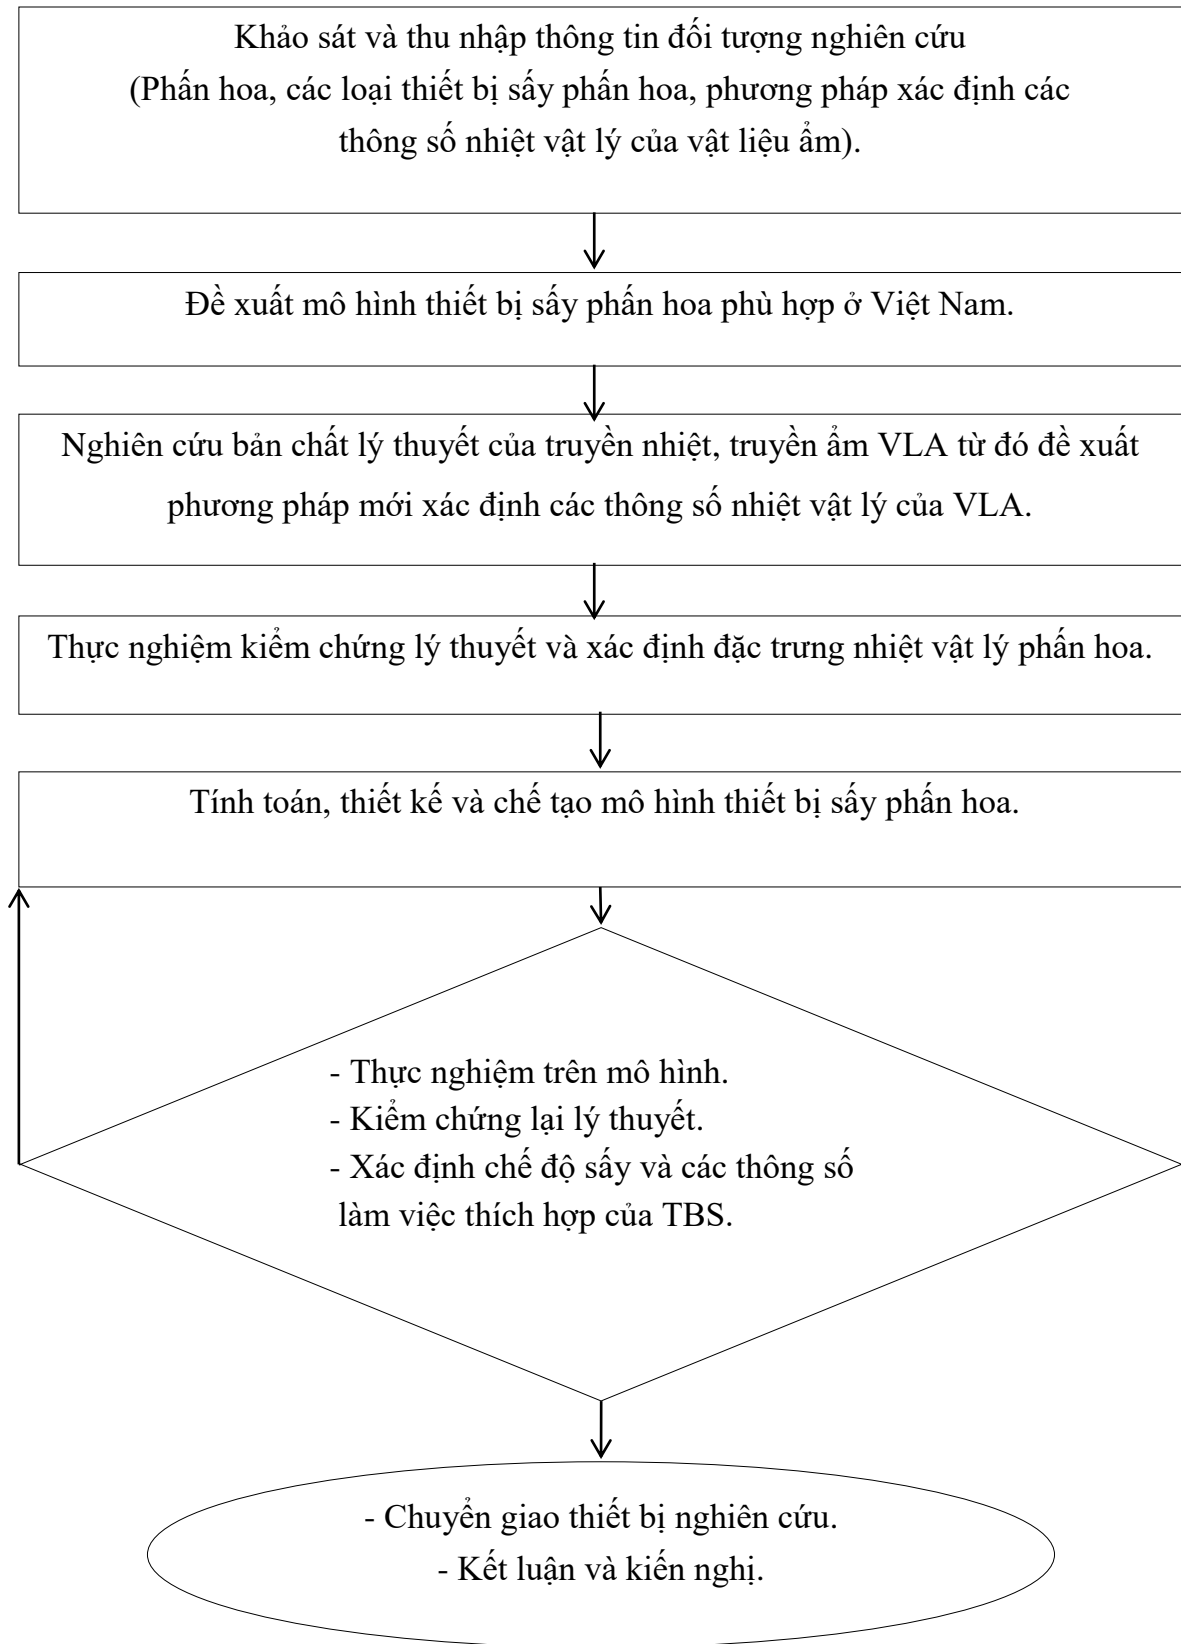 Khảo sát và thu nhập thông tin đối tượng nghiên cứu
(Phấn hoa, các loại thiết bị sấy phấn hoa, phương pháp xác định các
thông số nhiệt vật lý của vật liệu ẩm).
Đề xuất mô hình thiết bị sấy phấn hoa phù hợp ở Việt Nam.
Nghiên cứu bản chất lý thuyết của truyền nhiệt, truyền ẩm VLA từ đó đề xuất
phương pháp mới xác định các thông số nhiệt vật lý của VLA.
Thực nghiệm kiểm chứng lý thuyết và xác định đặc trưng nhiệt vật lý phấn hoa.
Tính toán, thiết kế và chế tạo mô hình thiết bị sấy phấn hoa.
- Thực nghiệm trên mô hình.
- Kiểm chứng lại lý thuyết.
- Xác định chế độ sấy và các thông số
làm việc thích hợp của TBS.
- Chuyển giao thiết bị nghiên cứu.
- Kết luận và kiến nghị.